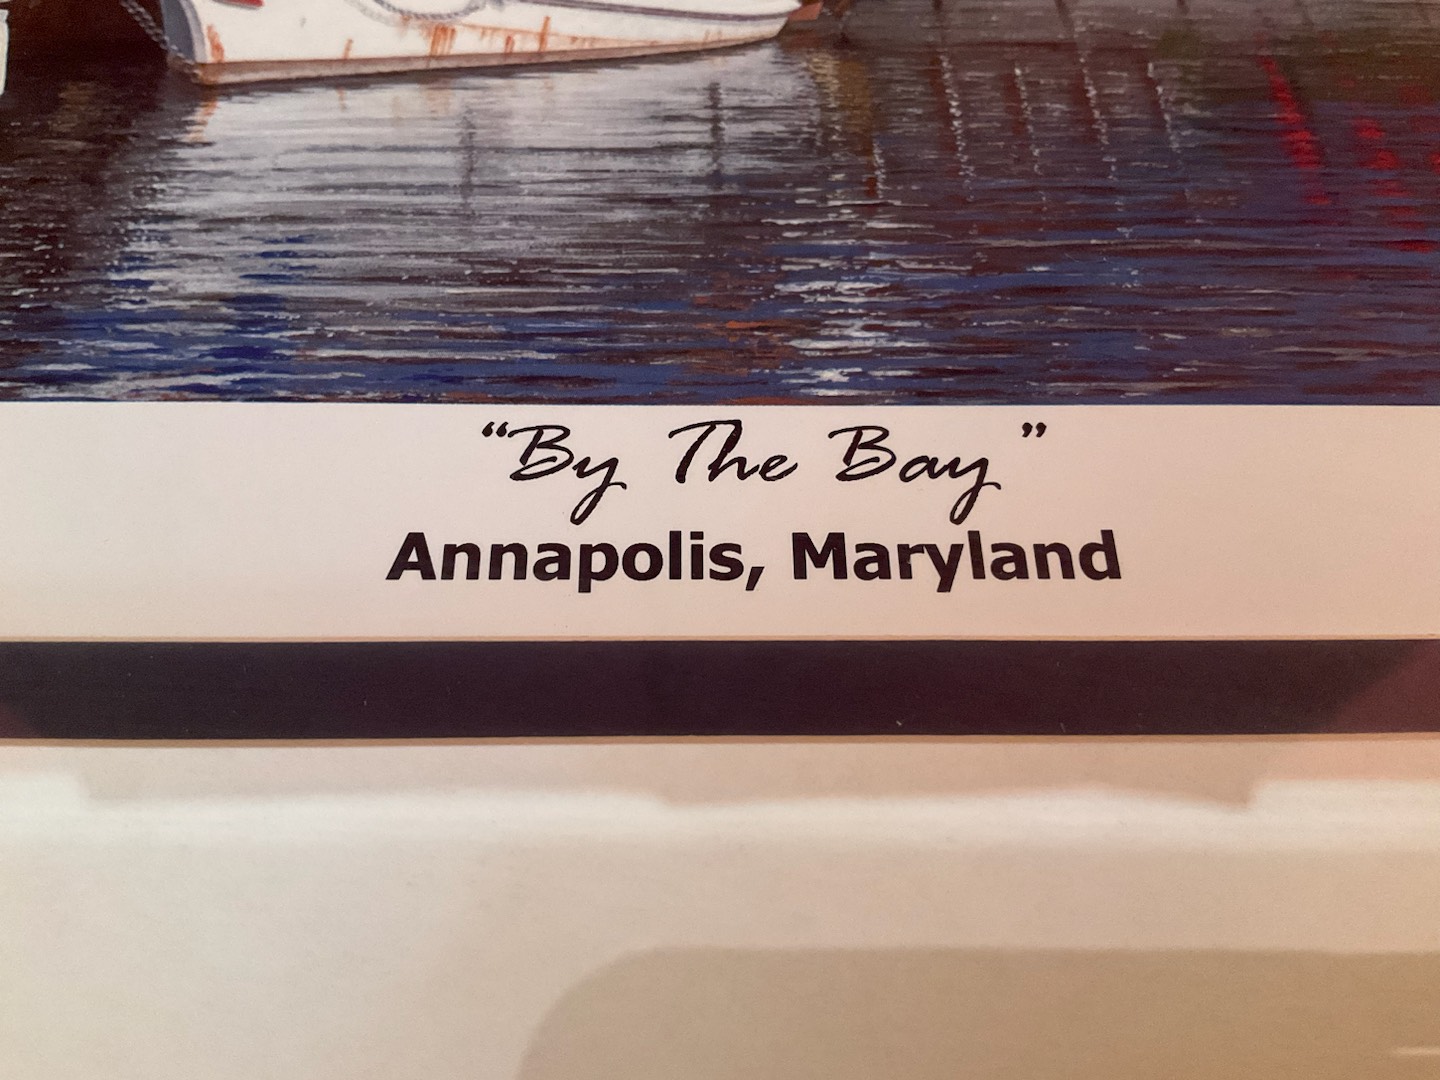 “By The Bay”
Annapolis, Maryland